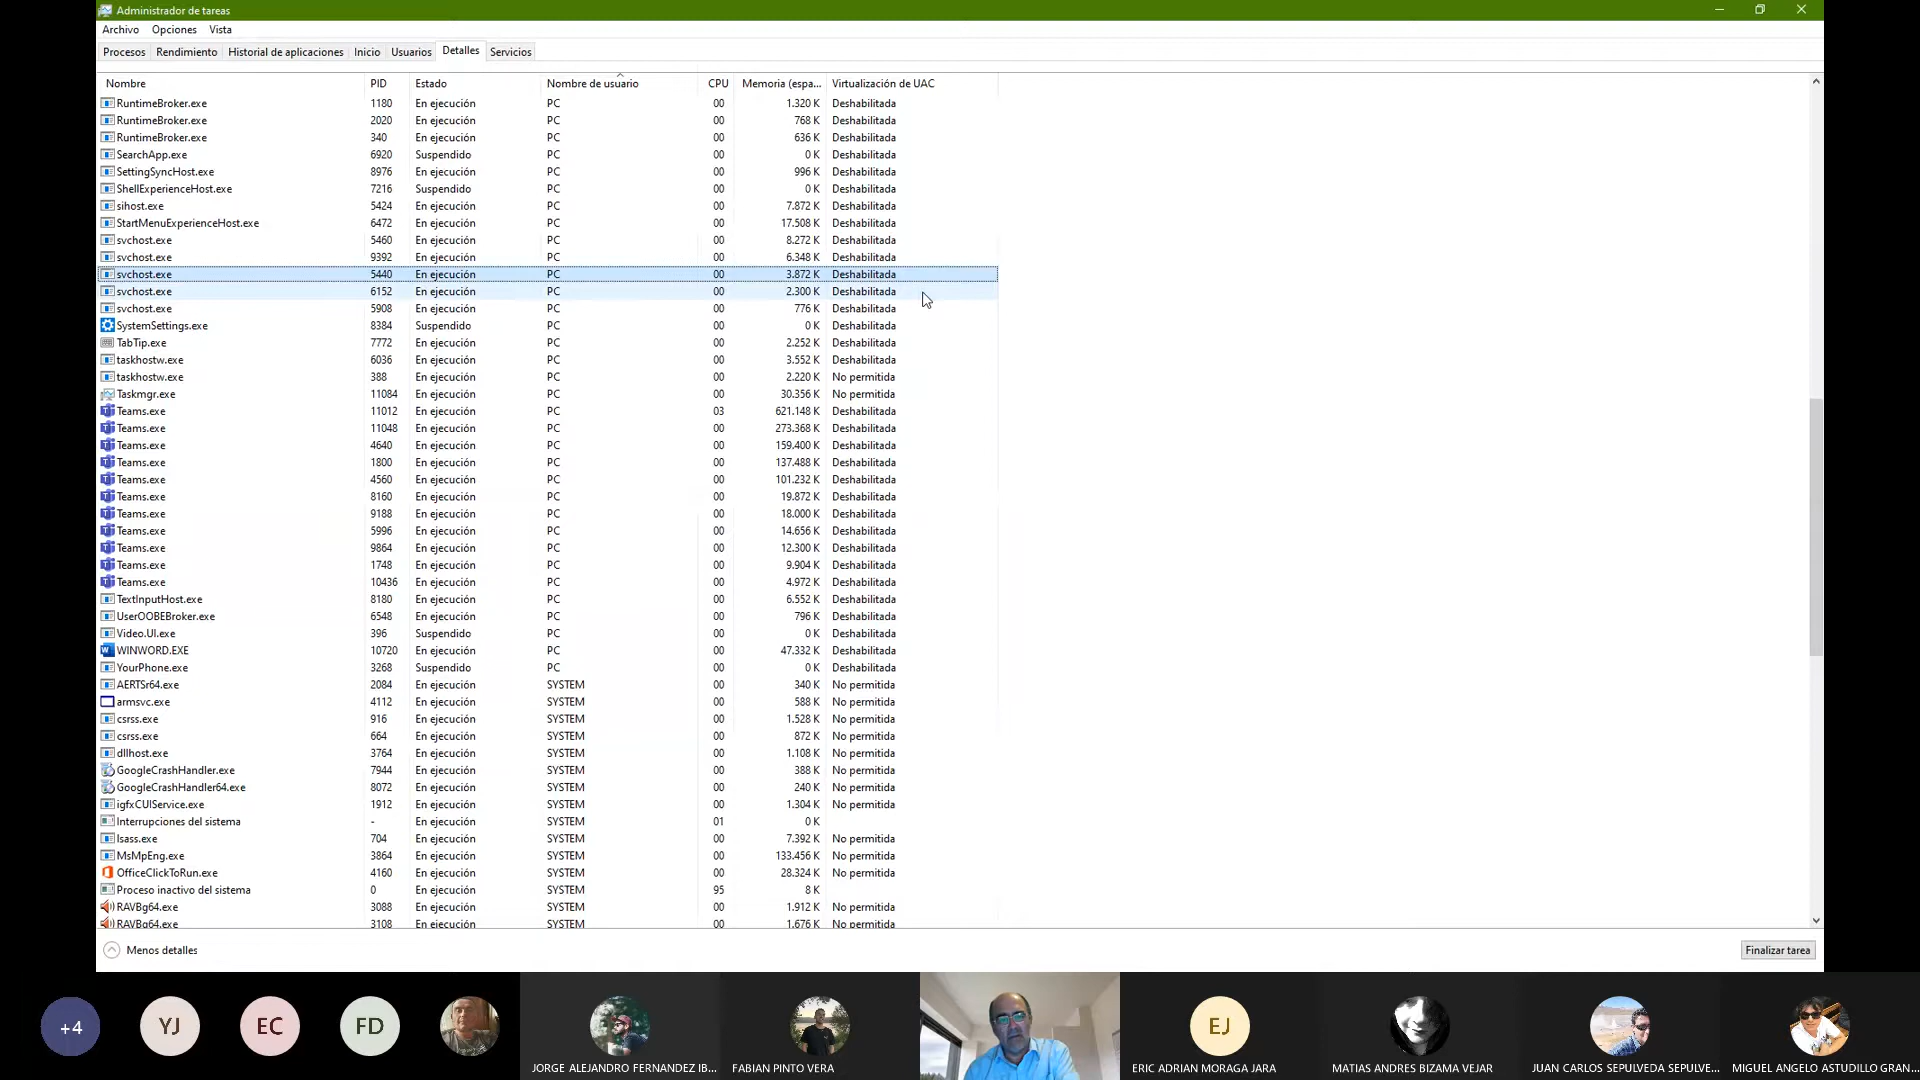 Administrador de tareas
Archivo Opciones Vista
Procesos Rendimiento Historial de aplicaciones Inicio Usuarios Detalles Servicios
Nombre PID Estado Nombre de usuario CPU Memoria (espa... Virtualización de UAC
RuntimeBroker.exe 1180 En ejecución PC 00 1.320 K Deshabilitada
RuntimeBroker.exe 2020 En ejecución PC 00 768 K Deshabilitada
RuntimeBroker.exe 340 En ejecución PC 00 636 K Deshabilitada
SearchApp.exe 6920 Suspendido PC 00 0 K Deshabilitada
SettingSyncHost.exe 8976 En ejecución PC 00 996 K Deshabilitada
ShellExperienceHost.exe 7216 Suspendido PC 00 0 K Deshabilitada
sihost.exe 5424 En ejecución PC 00 7.872 K Deshabilitada
StartMenuExperienceHost.exe 6472 En ejecución PC 00 17.508 K Deshabilitada
svchost.exe 5460 En ejecución PC 00 8.272 K Deshabilitada
svchost.exe 9392 En ejecución PC 00 6.348 K Deshabilitada
svchost.exe 5440 En ejecución PC 00 3.872 K Deshabilitada
svchost.exe 6152 En ejecución PC 00 2.300 K Deshabilitada
svchost.exe 5908 En ejecución PC 00 776 K Deshabilitada
SystemSettings.exe 8384 Suspendido PC 00 0 K Deshabilitada
TabTip.exe 7772 En ejecución PC 00 2.252 K Deshabilitada
taskhostw.exe 6036 En ejecución PC 00 3.552 K Deshabilitada
taskhostw.exe 388 En ejecución PC 00 2.220 K No permitida
Taskmgr.exe 11084 En ejecución PC 00 30.356 K No permitida
Teams.exe 11012 En ejecución PC 03 621.148 K Deshabilitada
Teams.exe 11048 En ejecución PC 00 273.368 K Deshabilitada
Teams.exe 4640 En ejecución PC 00 159.400 K Deshabilitada
Teams.exe 1800 En ejecución PC 00 137.488 K Deshabilitada
Teams.exe 4560 En ejecución PC 00 101.232 K Deshabilitada
Teams.exe 8160 En ejecución PC 00 19.872 K Deshabilitada
Teams.exe 9188 En ejecución PC 00 18.000 K Deshabilitada
Teams.exe 5996 En ejecución PC 00 14.656 K Deshabilitada
Teams.exe 9864 En ejecución PC 00 12.300 K Deshabilitada
Teams.exe 1748 En ejecución PC 00 9.904 K Deshabilitada
Teams.exe 10436 En ejecución PC 00 4.972 K Deshabilitada
TextInputHost.exe 8180 En ejecución PC 00 6.552 K Deshabilitada
UserOOBEBroker.exe 6548 En ejecución PC 00 796 K Deshabilitada
Video.UI.exe 396 Suspendido PC 00 0 K Deshabilitada
WINWORD.EXE 10720 En ejecución PC 00 47.332 K Deshabilitada
YourPhone.exe 3268 Suspendido PC 00 0 K Deshabilitada
AERTSr64.exe 2084 En ejecución SYSTEM 00 340 K No permitida
armsvc.exe 4112 En ejecución SYSTEM 00 588 K No permitida
csrss.exe 916 En ejecución SYSTEM 00 1.528 K No permitida
csrss.exe 664 En ejecución SYSTEM 00 872 K No permitida
dllhost.exe 3764 En ejecución SYSTEM 00 1.108 K No permitida
GoogleCrashHandler.exe 7944 En ejecución SYSTEM 00 388 K No permitida
GoogleCrashHandler64.exe 8072 En ejecución SYSTEM 00 240 K No permitida
igfxCUIService.exe 1912 En ejecución SYSTEM 00 1.304 K No permitida
Interrupciones del sistema - En ejecución SYSTEM 01 0 K
lsass.exe 704 En ejecución SYSTEM 00 7.392 K No permitida
MsMpEng.exe 3864 En ejecución SYSTEM 00 133.456 K No permitida
OfficeClickToRun.exe 4160 En ejecución SYSTEM 00 28.324 K No permitida
Proceso inactivo del sistema 0 En ejecución SYSTEM 95 8 K
RAVBg64.exe 3088 En ejecución SYSTEM 00 1.912 K No permitida
RAVBg64.exe 3108 En ejecución SYSTEM 00 1.676 K No permitida
Menos detalles Finalizar tarea
+4 YJ EC FD EJ
JORGE ALEJANDRO FERNANDEZ IB... FABIAN PINTO VERA ERIC ADRIAN MORAGA JARA MATIAS ANDRES BIZAMA VEJAR JUAN CARLOS SEPULVEDA SEPULVE... MIGUEL ANGELO ASTUDILLO GRAN...